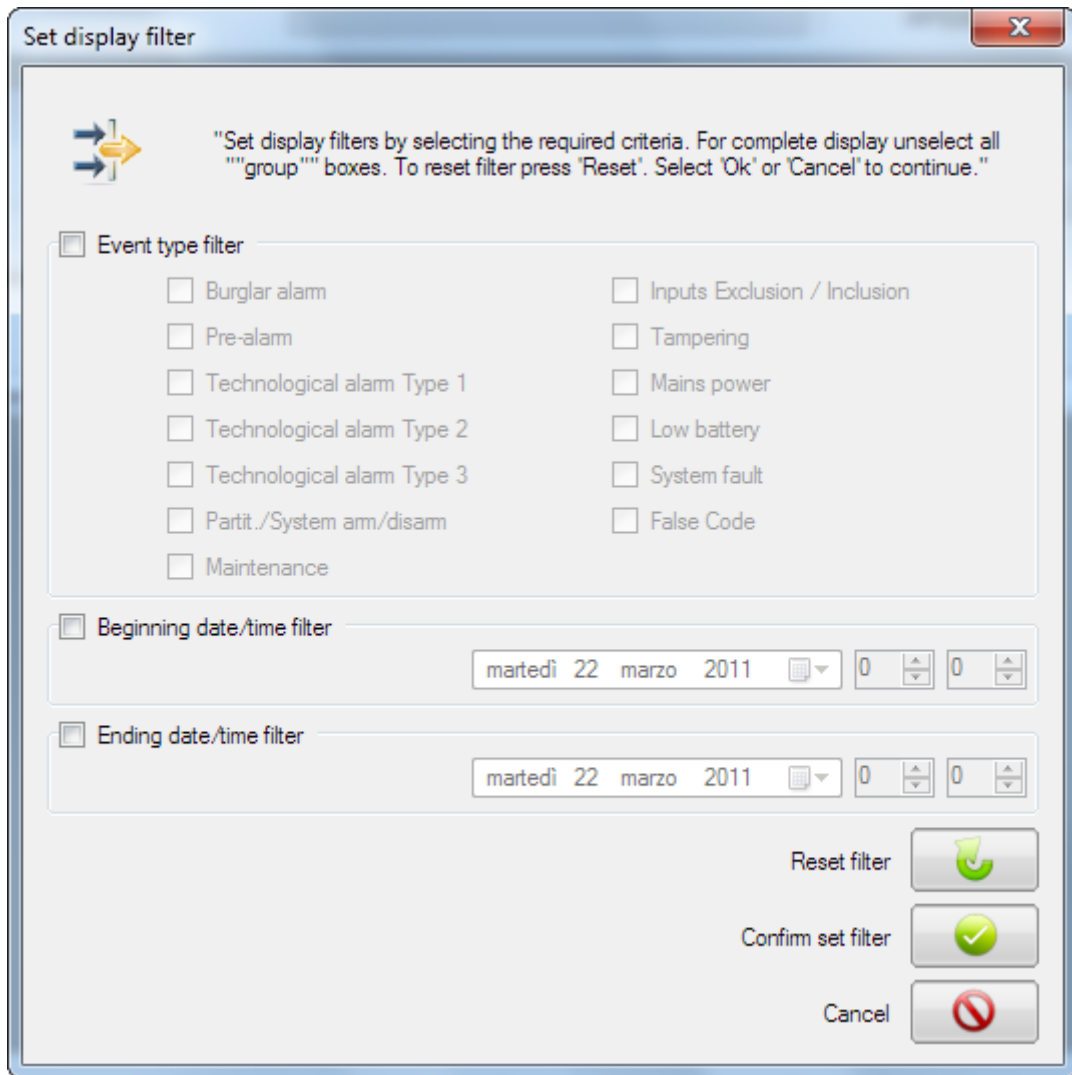 Set display filter
"Set display filters by selecting the required criteria. For complete display unselect all
""group"" boxes. To reset filter press 'Reset'. Select 'Ok' or 'Cancel' to continue."
Event type filter
Burglar alarm
Pre-alarm
Technological alarm Type 1
Technological alarm Type 2
Technological alarm Type 3
Partit./System arm/disarm
Maintenance
Inputs Exclusion / Inclusion
Tampering
Mains power
Low battery
System fault
False Code
Beginning date/time filter
martedì 22 marzo 2011 0 0
Ending date/time filter
martedì 22 marzo 2011 0 0
Reset filter
Confirm set filter
Cancel